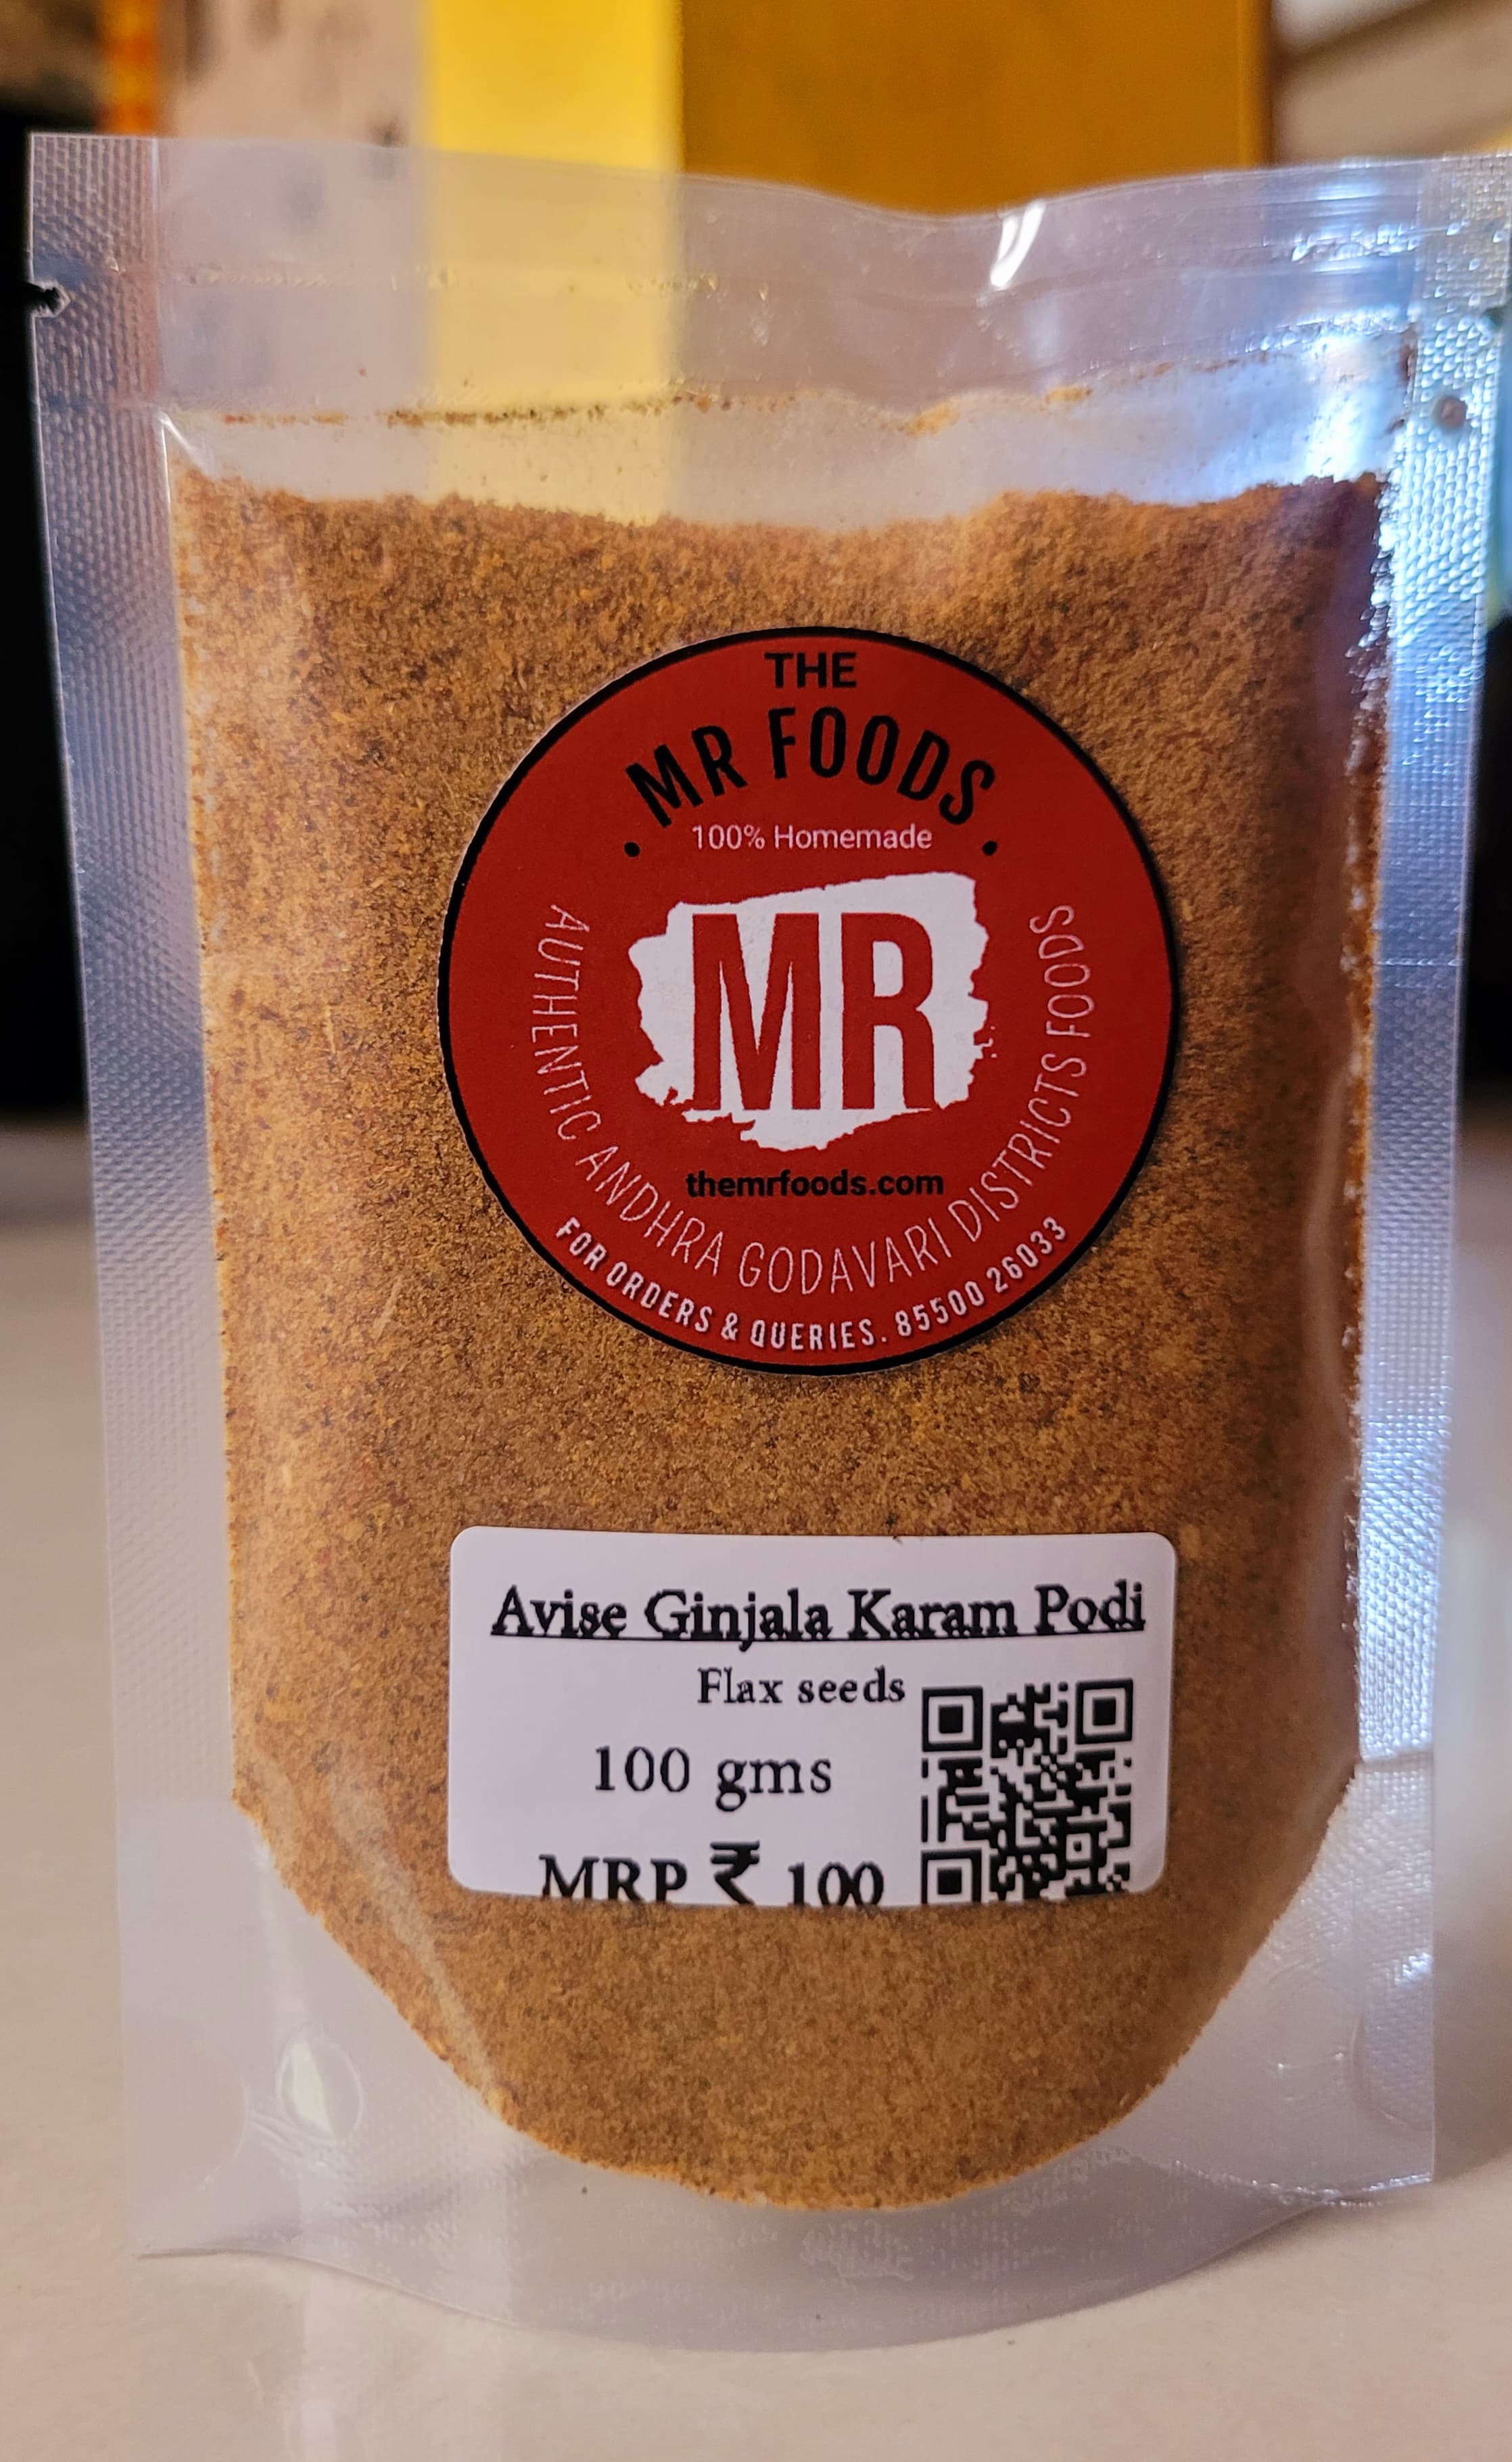 THE
MR FOODS
100% Homemade
MR
themrfoods.com
AUTHENTIC ANDHRA GODAVARI DISTRICTS FOODS
FOR ORDERS & QUERIES. 85500 26033
Avise Ginjala Karam Podi
Flax seeds
100 gms
MRP ₹ 100